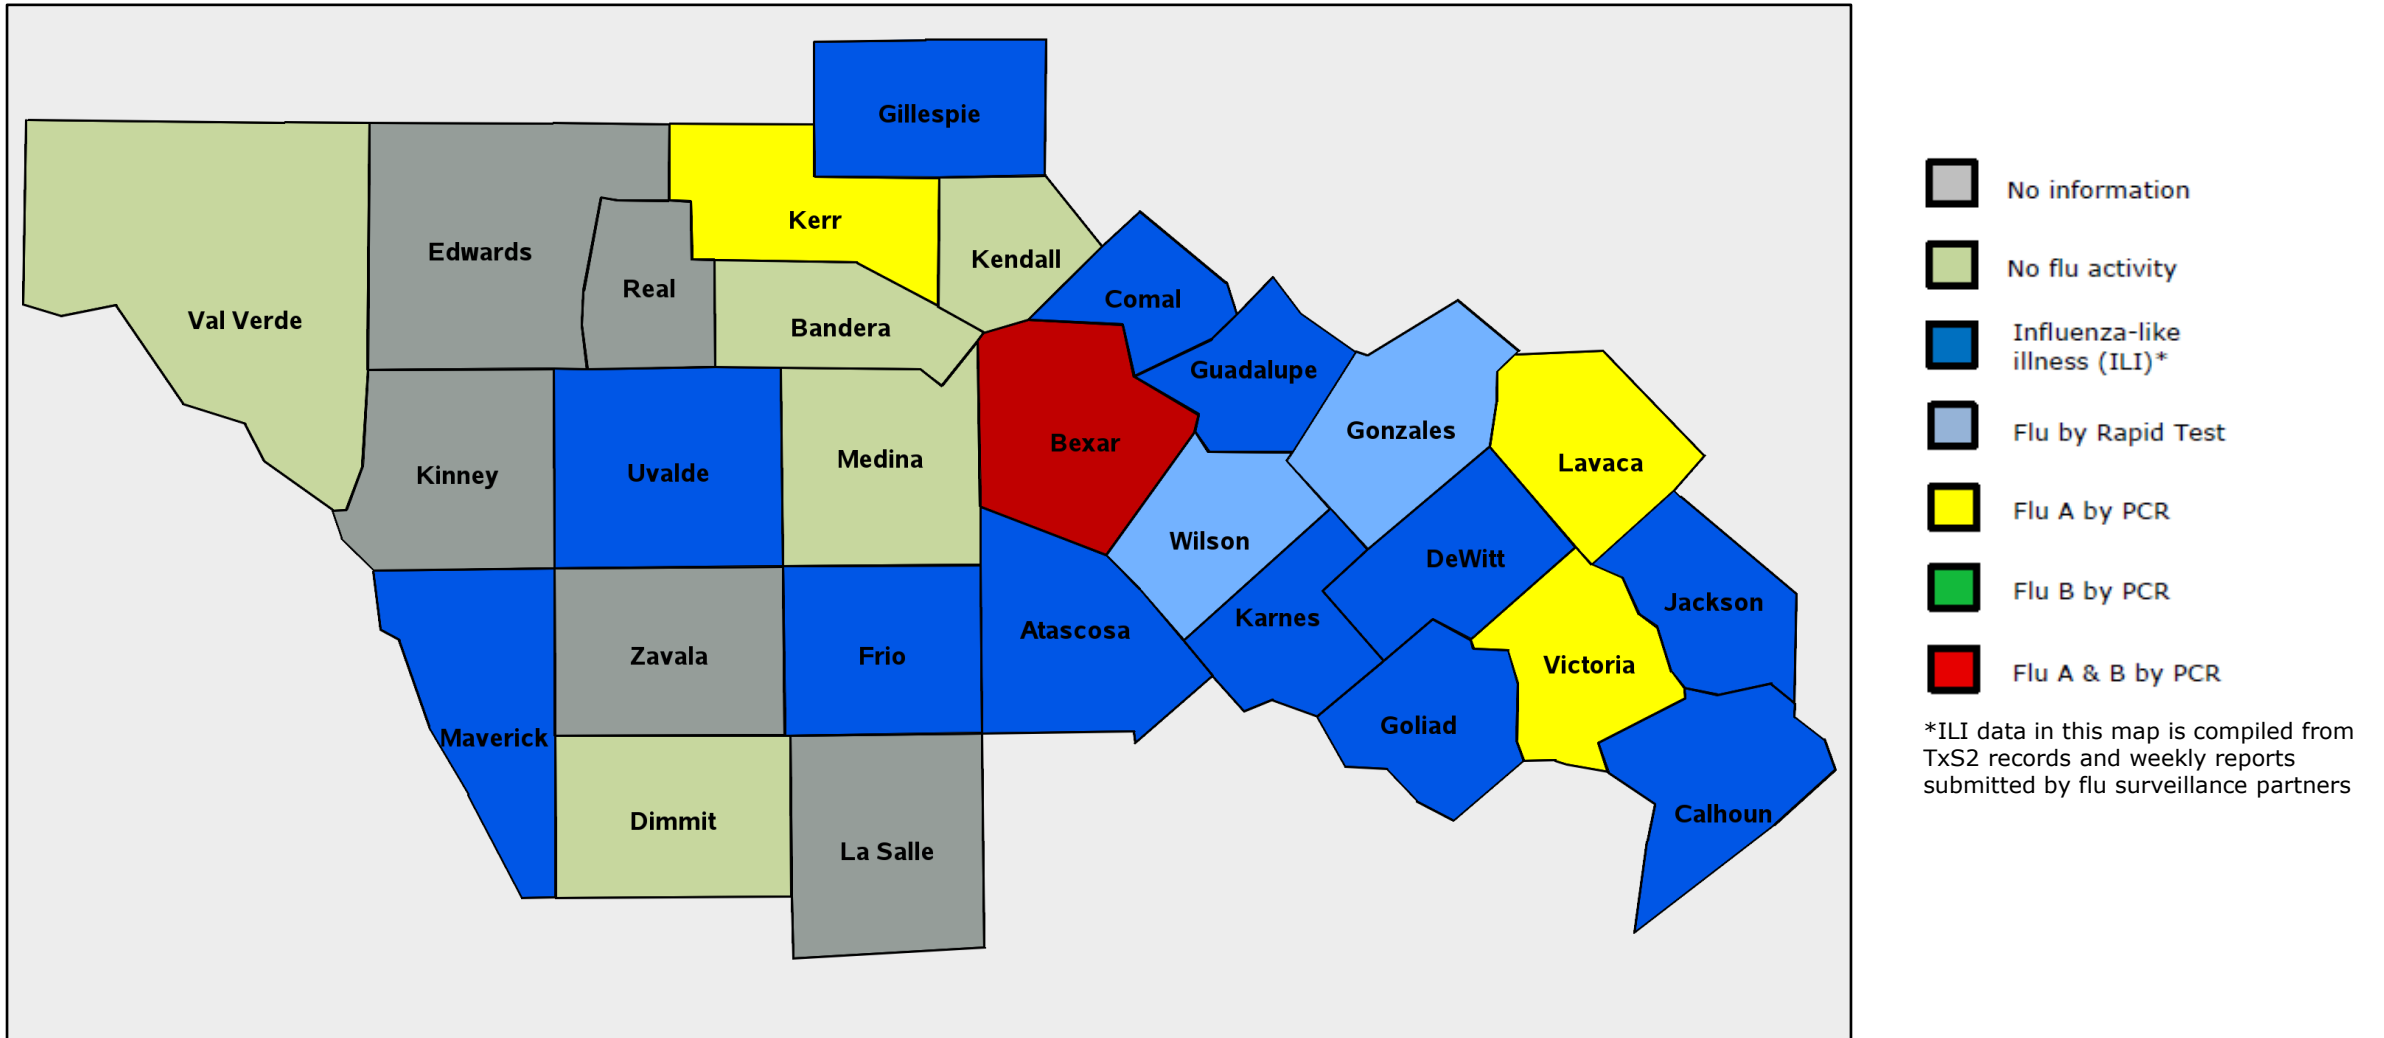 Gillespie
Kerr
Edwards
Kendall
Real
Comal
Val Verde
Bandera
Guadalupe
Gonzales
Bexar
Medina
Lavaca
Uvalde
Kinney
Wilson
DeWitt
Jackson
Karnes
Atascosa
Zavala
Frio
Victoria
Goliad
Maverick
Calhoun
Dimmit
La Salle
No information
No flu activity
Influenza-like
illness (ILI)*
Flu by Rapid Test
Flu A by PCR
Flu B by PCR
Flu A & B by PCR
*ILI data in this map is compiled from
TxS2 records and weekly reports
submitted by flu surveillance partners